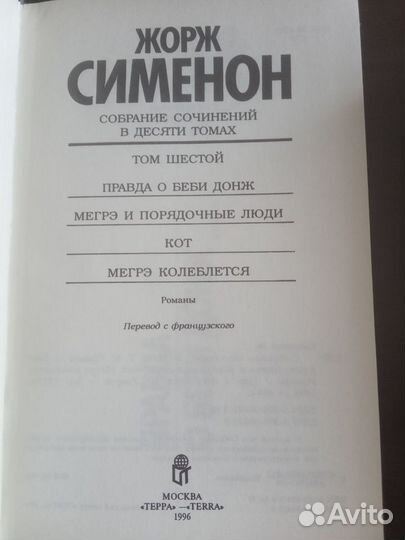 ЖОРЖ
СИМЕНОН
СОБРАНИЕ СОЧИНЕНИЙ
В ДЕСЯТИ ТОМАХ
ТОМ ШЕСТОЙ
ПРАВДА О БЕБИ ДОНЖ
МЕГРЭ И ПОРЯДОЧНЫЕ ЛЮДИ
КОТ
МЕГРЭ КОЛЕБЛЕТСЯ
Романы
Перевод с французского
МОСКВА
«ТЕРРА» —«TERRA»
1996
Avito